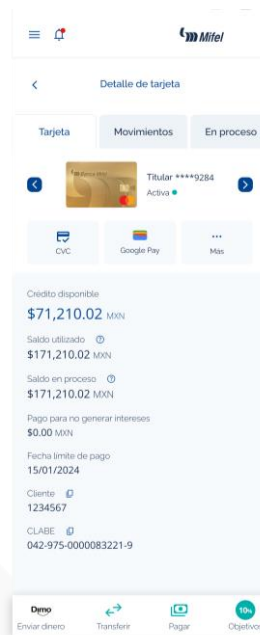 Mifel
Detalle de tarjeta
Tarjeta Movimientos En proceso
Titular ****9284
Activa
CVC Google Pay Más
Crédito disponible
$71,210.02 MXN
Saldo utilizado
$171,210.02 MXN
Saldo en proceso
$171,210.02 MXN
Pago para no generar intereses
$0.00 MXN
Fecha límite de pago
15/01/2024
Cliente
1234567
CLABE
042-975-0000083221-9
Dimo 10%
Enviar dinero Transferir Pagar Objetivos